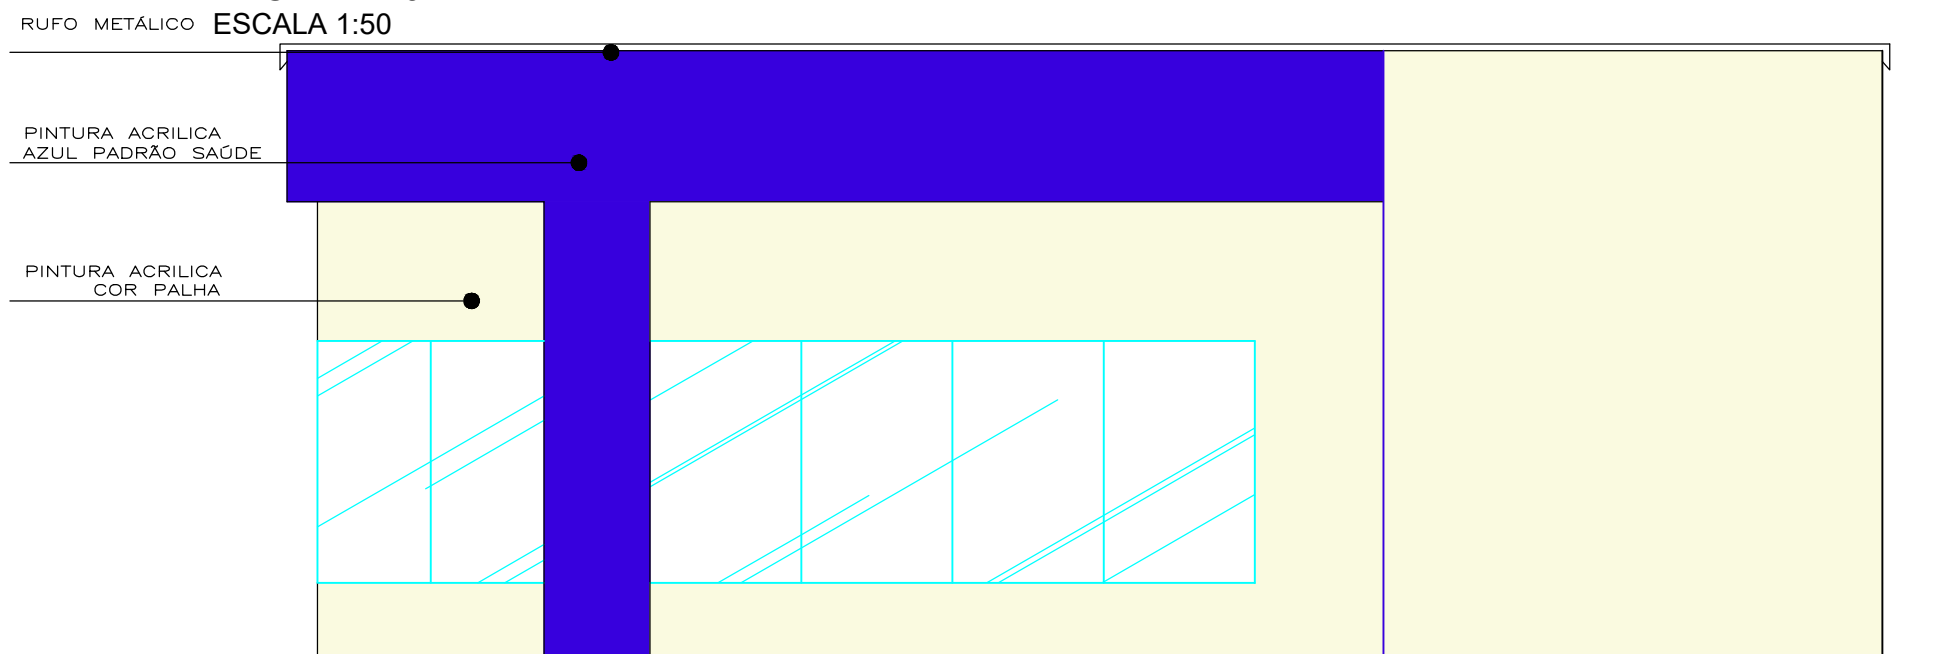 RUFO METÁLICO ESCALA 1:50
PINTURA ACRILICA
AZUL PADRÃO SAÚDE
PINTURA ACRILICA
COR PALHA